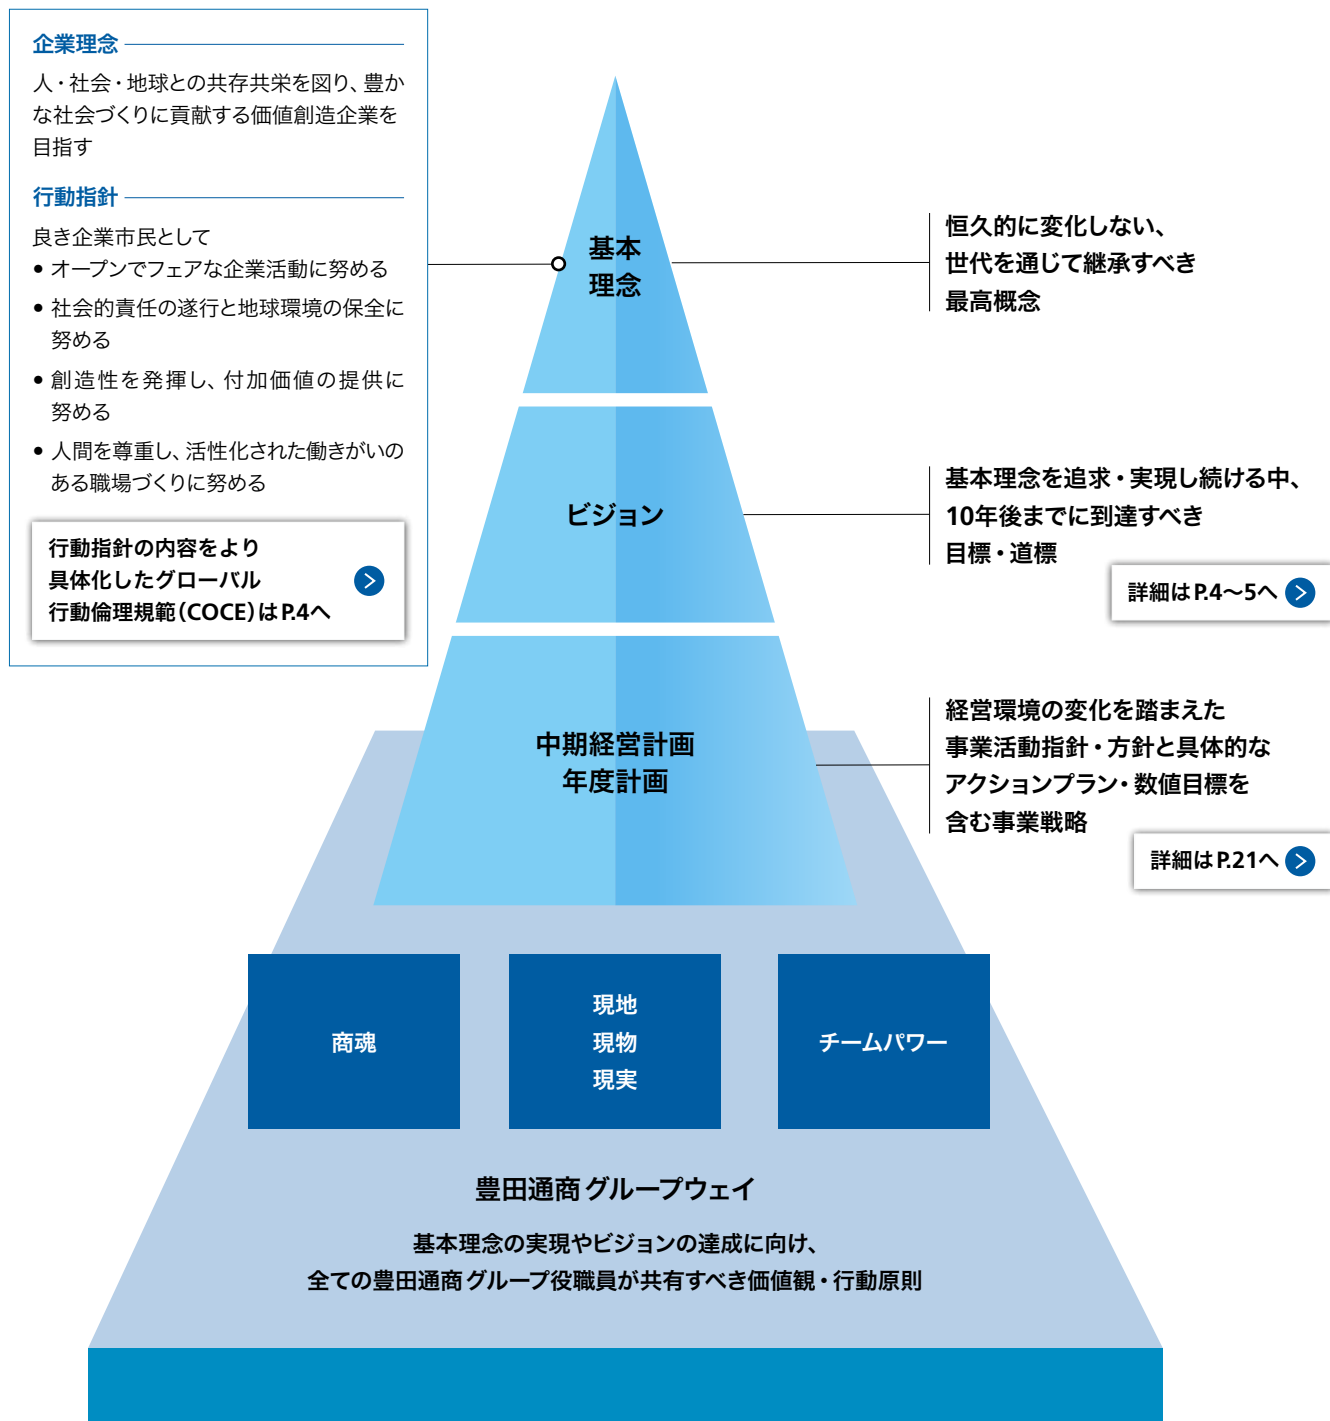 企業理念
人・社会・地球との共存共栄を図り、豊か
な社会づくりに貢献する価値創造企業を
目指す
行動指針
良き企業市民として
• オープンでフェアな企業活動に努める
• 社会的責任の遂行と地球環境の保全に
努める
• 創造性を発揮し、付加価値の提供に
努める
• 人間を尊重し、活性化された働きがいの
ある職場づくりに努める
行動指針の内容をより
具体化したグローバル
行動倫理規範(COCE)はP.4へ
基本
理念
恒久的に変化しない、
世代を通じて継承すべき
最高概念
ビジョン
基本理念を追求・実現し続ける中、
10年後までに到達すべき
目標・道標
詳細はP.4〜5へ
中期経営計画
年度計画
経営環境の変化を踏まえた
事業活動指針・方針と具体的な
アクションプラン・数値目標を
含む事業戦略
詳細はP.21へ
商魂
現地
現物
現実
チームパワー
豊田通商グループウェイ
基本理念の実現やビジョンの達成に向け、
全ての豊田通商グループ役職員が共有すべき価値観・行動原則